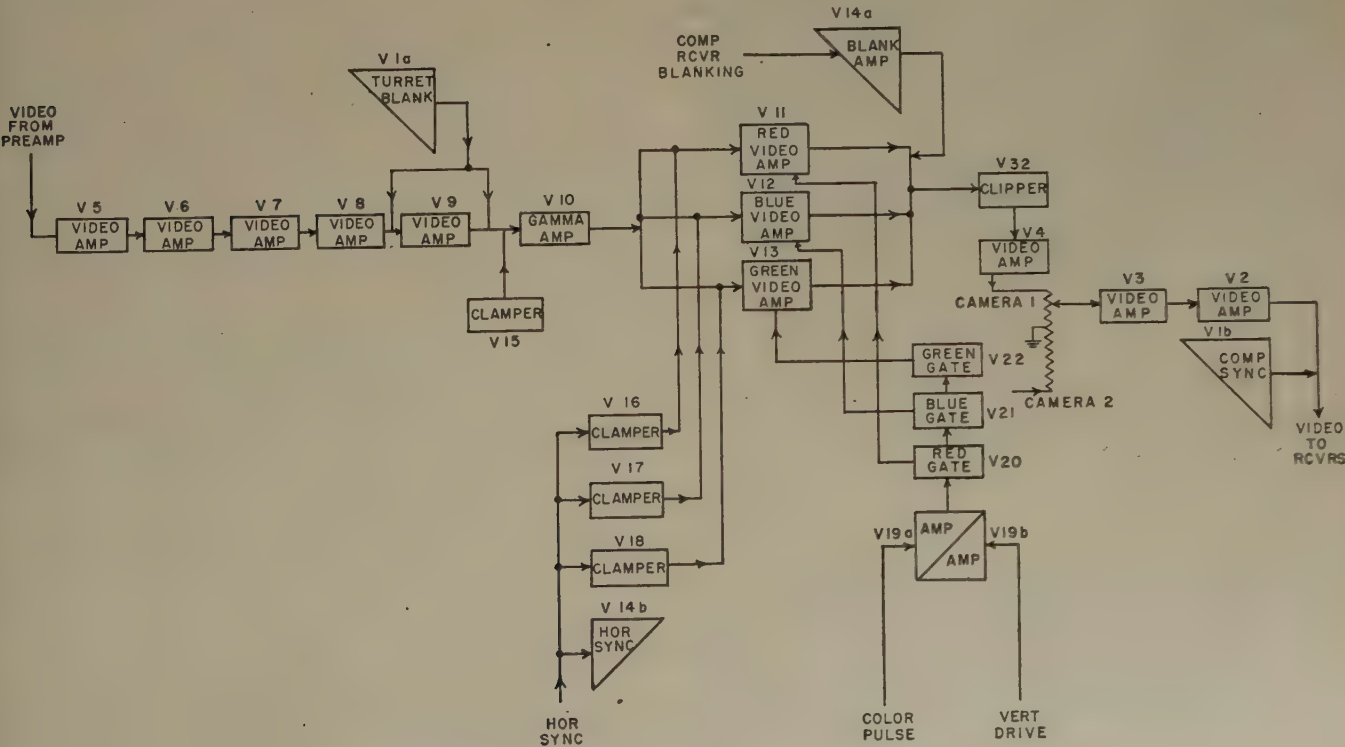 V14a
COMP
RCVR
BLANKING
BLANK
AMP
V1a
TURRET
BLANK
VIDEO
FROM
PREAMP
V11
RED
VIDEO
AMP
V5
VIDEO
AMP
V6
VIDEO
AMP
V7
VIDEO
AMP
V8
VIDEO
AMP
V9
VIDEO
AMP
V10
GAMMA
AMP
V12
BLUE
VIDEO
AMP
V32
CLIPPER
V4
VIDEO
AMP
V13
GREEN
VIDEO
AMP
CLAMPER
V15
CAMERA 1
V3
VIDEO
AMP
V2
VIDEO
AMP
V1b
COMP
SYNC
GREEN
GATE
V22
CAMERA 2
BLUE
GATE
V21
VIDEO
TO
RCVRS
RED
GATE
V20
V16
CLAMPER
V17
CLAMPER
V18
CLAMPER
V19a
AMP
AMP
V19b
V14b
HOR
SYNC
HOR
SYNC
COLOR
PULSE
VERT
DRIVE